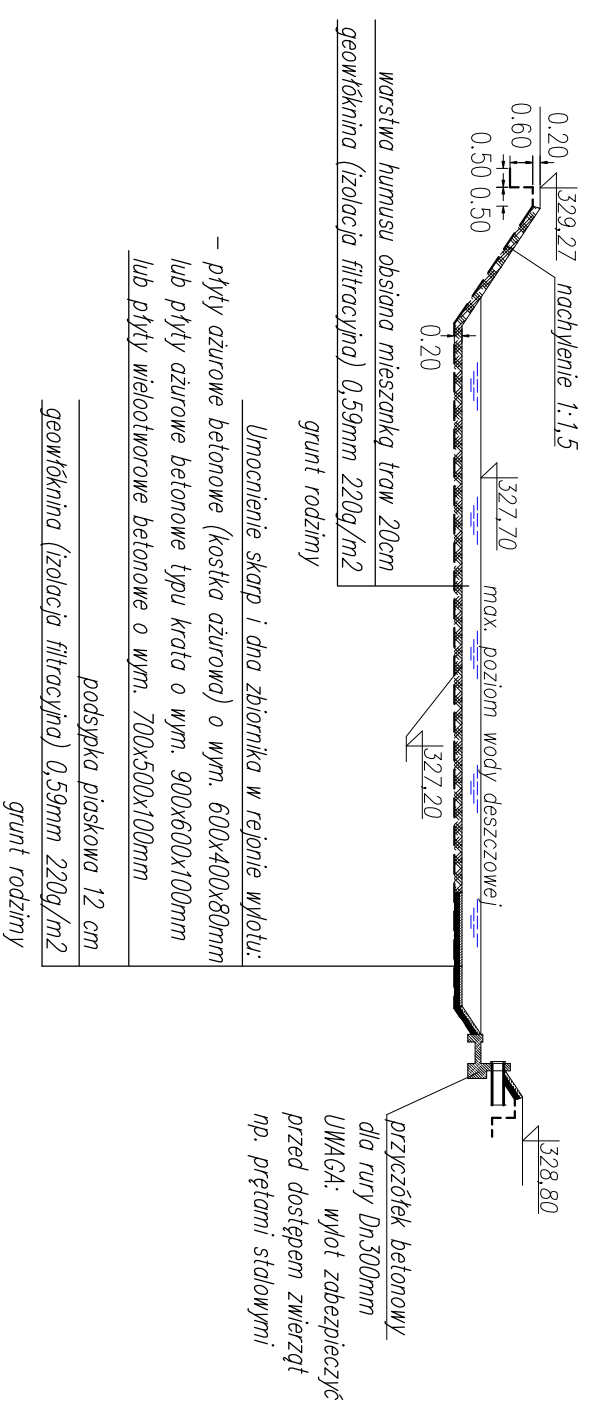 329,27
nachylenie 1:1,5
0.20
0.60
0.50 0.50
0.20
327,70
max. poziom wody deszczowej
327,20
328,80
warstwa humusu obsiana mieszanką traw 20cm
geowłóknina (izolacja filtracyjna) 0,59mm 220g/m2
grunt rodzimy
Umocnienie skarp i dna zbiornika w rejonie wylotu:
– płyty ażurowe betonowe (kostka ażurowa) o wym. 600x400x80mm
lub płyty ażurowe betonowe typu krata o wym. 900x600x100mm
lub płyty wielootworowe betonowe o wym. 700x500x100mm
podsypka piaskowa 12 cm
geowłóknina (izolacja filtracyjna) 0,59mm 220g/m2
grunt rodzimy
przyczółek betonowy
dla rury Dn300mm
UWAGA: wylot zabezpieczyć
przed dostępem zwierząt
np. prętami stalowymi